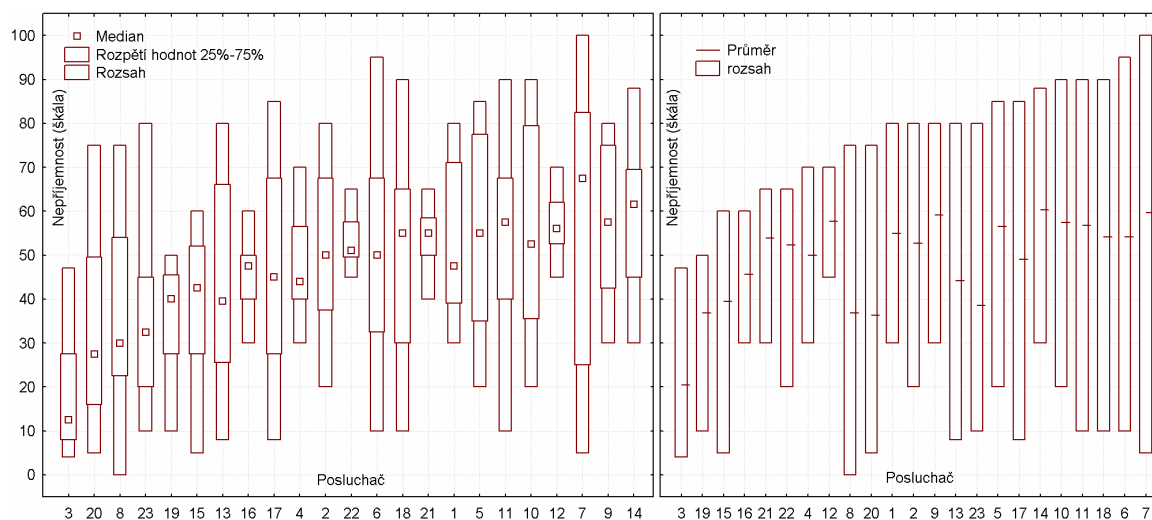 100
90
80
70
60
50
40
30
20
10
0
Nepříjemnost (škála)
Median
Rozpětí hodnot 25%-75%
Rozsah
Posluchač
3 20 8 23 19 15 13 16 17 4 2 22 6 18 21 1 5 11 10 12 7 9 14
Nepříjemnost (škála)
Průměr
rozsah
Posluchač
3 19 15 16 21 22 4 12 8 20 1 2 9 13 23 5 17 14 10 11 18 6 7